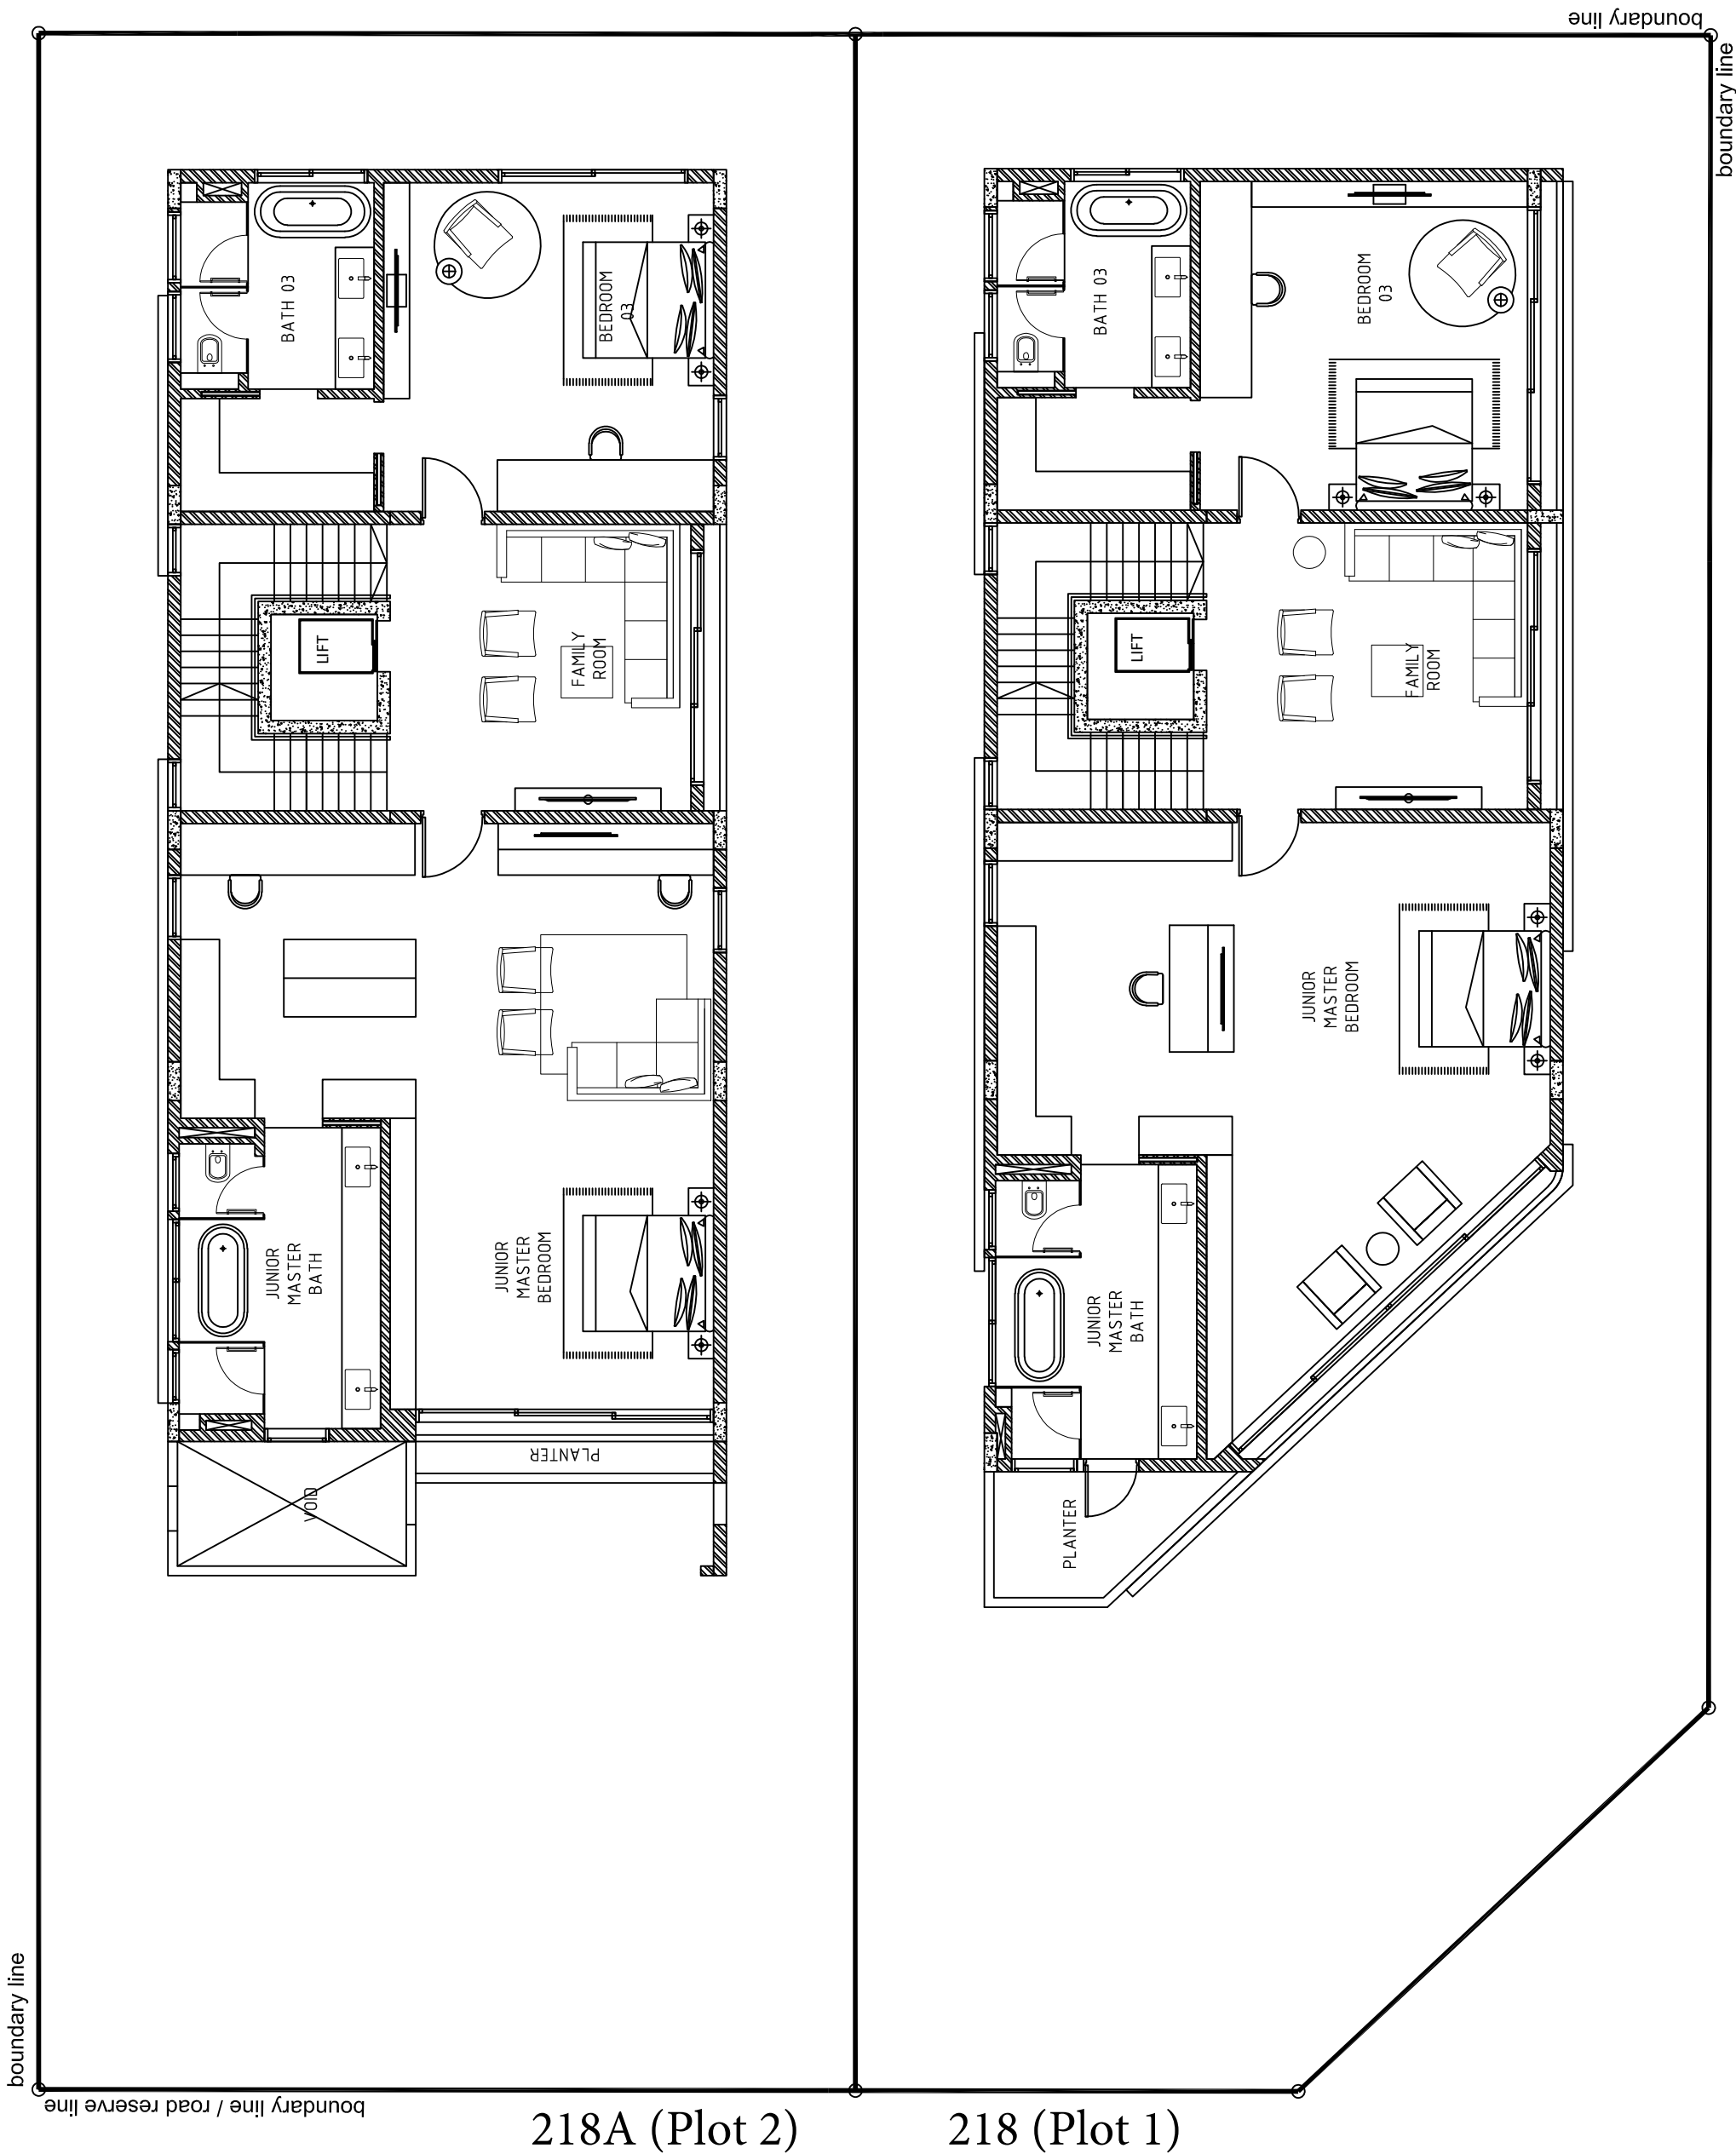 boundary line
boundary line
BATH 03
BEDROOM
03
BATH 03
BEDROOM
03
LIFT
FAMILY
ROOM
LIFT
FAMILY
ROOM
JUNIOR
MASTER
BEDROOM
JUNIOR
MASTER
BATH
JUNIOR
MASTER
BEDROOM
JUNIOR
MASTER
BATH
PLANTER
VOID
PLANTER
boundary line
boundary line / road reserve line
218A (Plot 2)
218 (Plot 1)